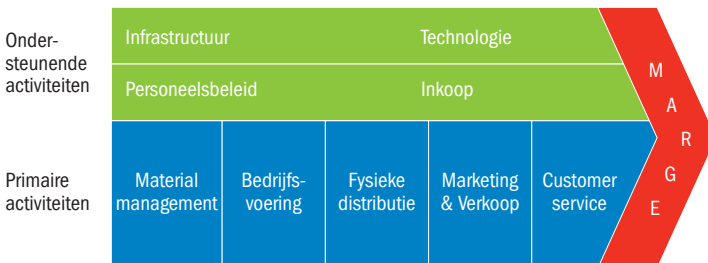 Onder-
steunende
activiteiten
Infrastructuur
Technologie
Personeelsbeleid
Inkoop
Primaire
activiteiten
Material
management
Bedrijfs-
voering
Fysieke
distributie
Marketing
& Verkoop
Customer
service
M
A
R
G
E